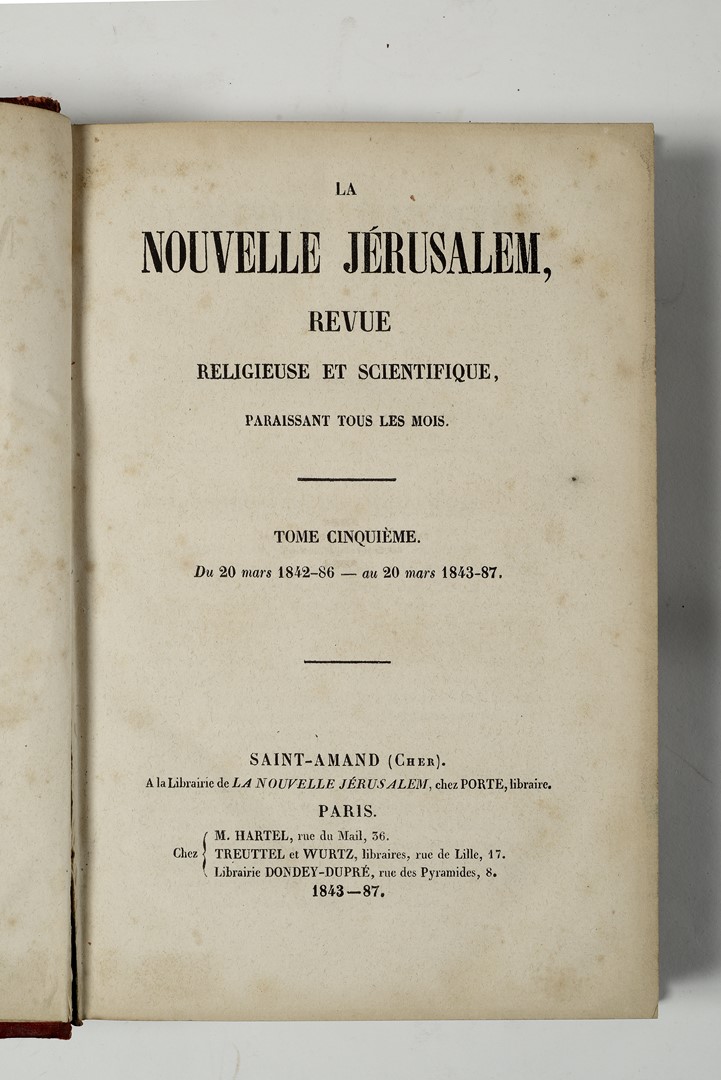 LA
NOUVELLE JÉRUSALEM,
REVUE
RELIGIEUSE ET SCIENTIFIQUE,
PARAISSANT TOUS LES MOIS.
TOME CINQUIÈME.
Du 20 mars 1842-86 — au 20 mars 1843-87.
SAINT-AMAND (CHER).
A la Librairie de LA NOUVELLE JÉRUSALEM, chez PORTE, libraire.
PARIS.
M. HARTEL, rue du Mail, 36.
Chez { TREUTTEL et WURTZ, libraires, rue de Lille, 17.
Librairie DONDEY-DUPRÉ, rue des Pyramides, 8.
1843—87.